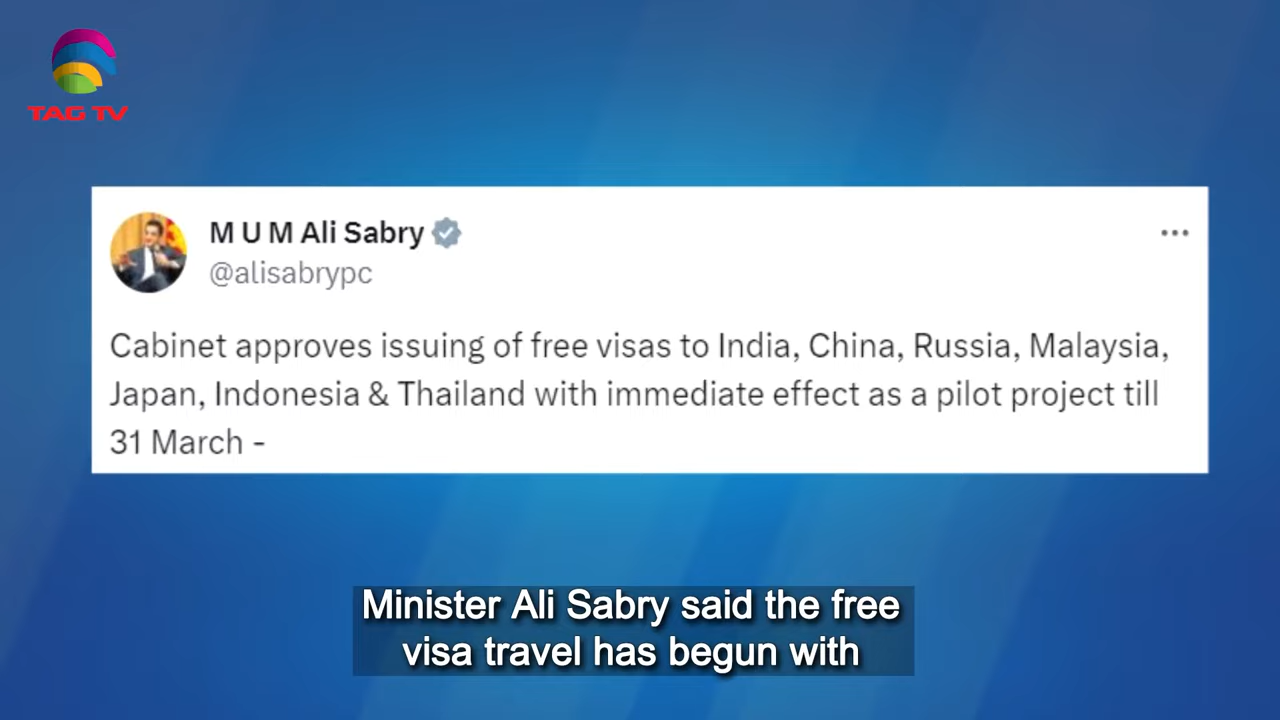 TAG TV
M U M Ali Sabry
@alisabrypc
Cabinet approves issuing of free visas to India, China, Russia, Malaysia,
Japan, Indonesia & Thailand with immediate effect as a pilot project till
31 March -
Minister Ali Sabry said the free
visa travel has begun with